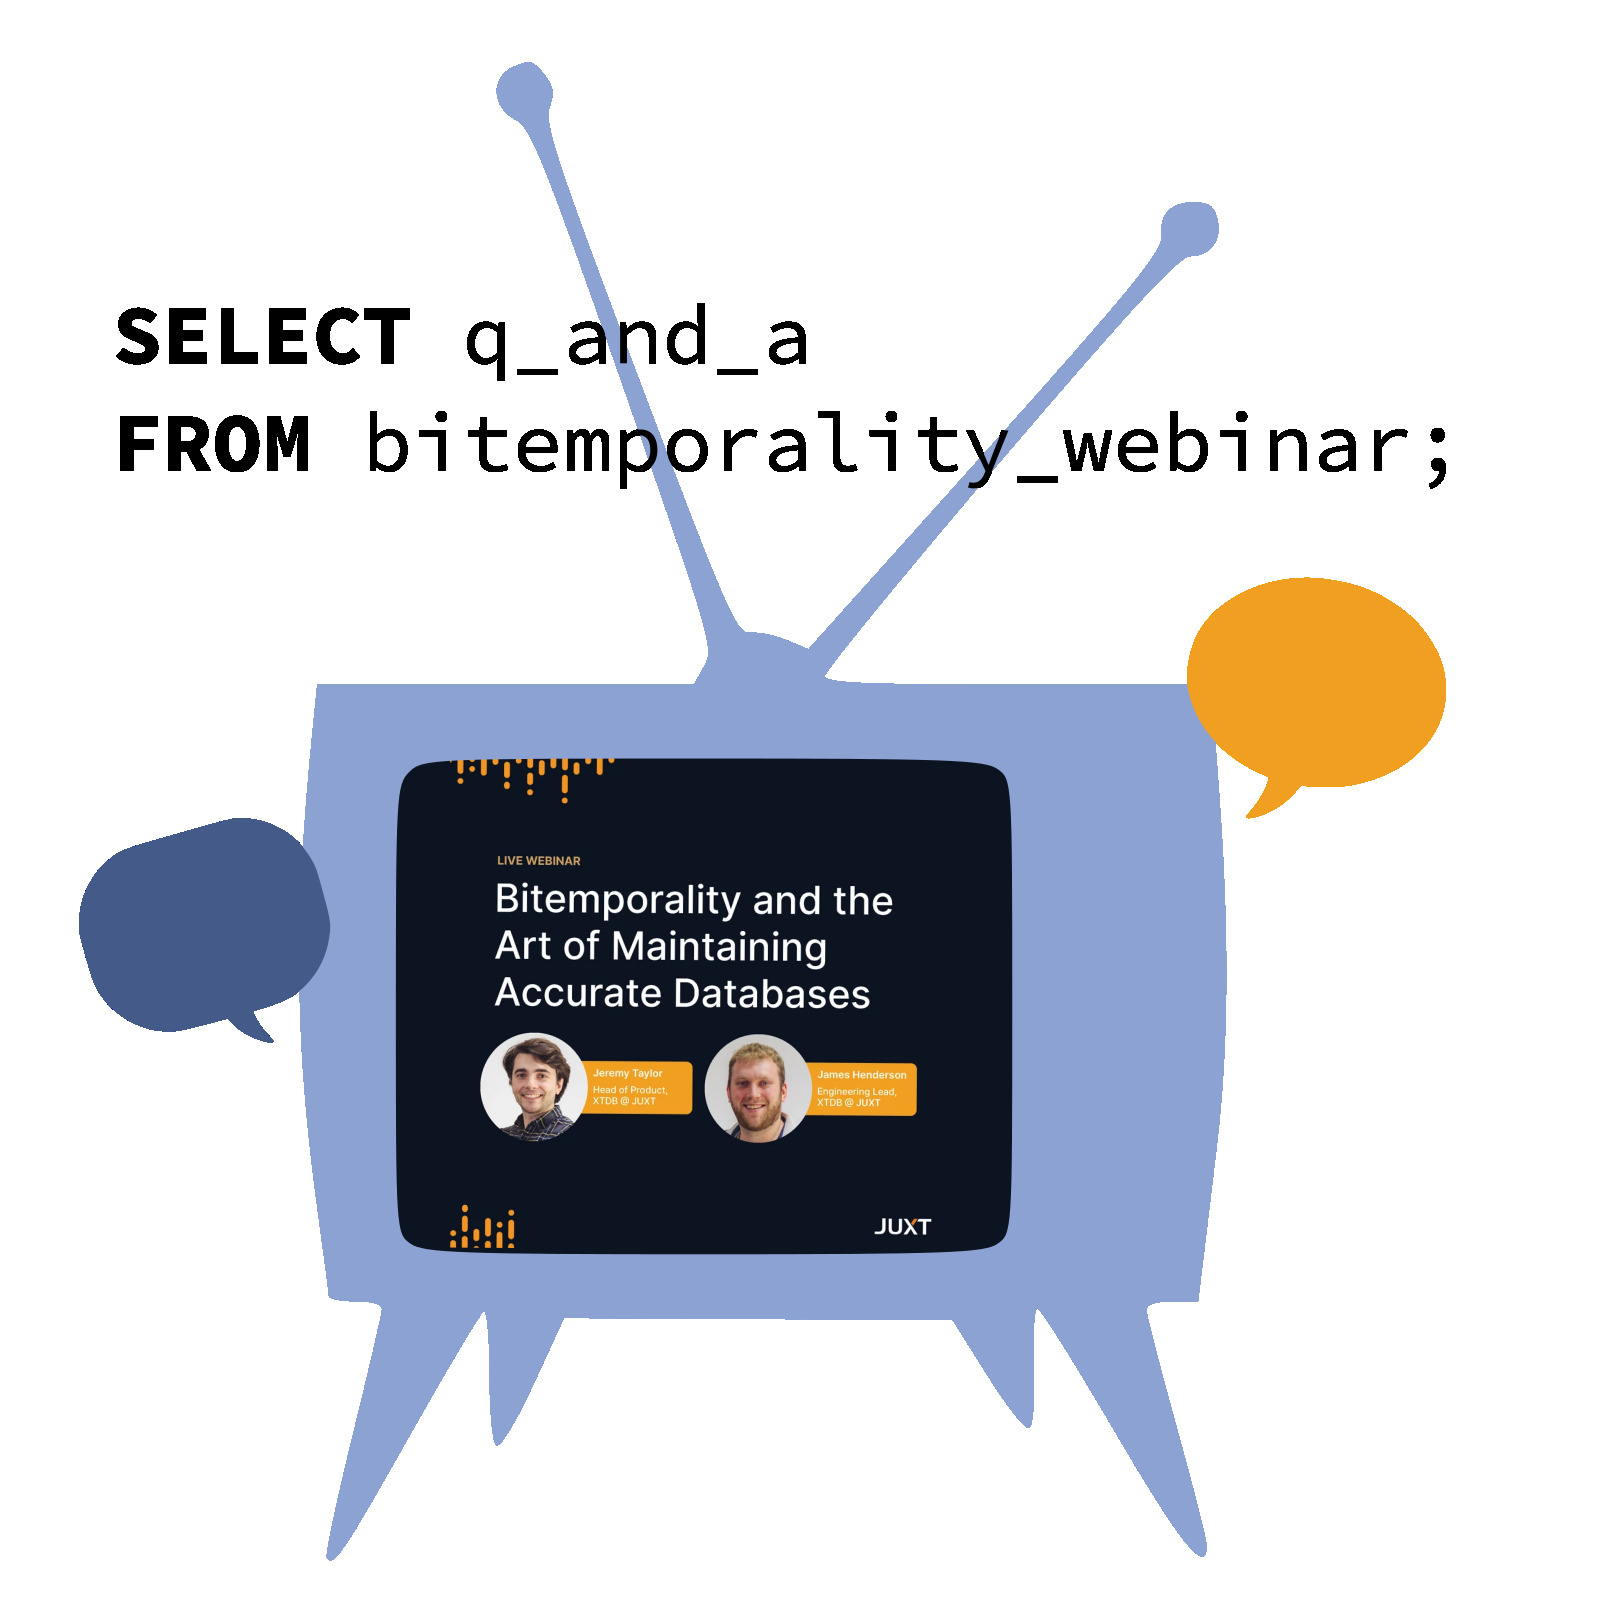 SELECT q_and_a
FROM bitemporality_webinar;
LIVE WEBINAR
Bitemporality and the
Art of Maintaining
Accurate Databases
Jeremy Taylor
Head of Product,
XTDB @ JUXT
James Henderson
Engineering Lead,
XTDB @ JUXT
JUXT